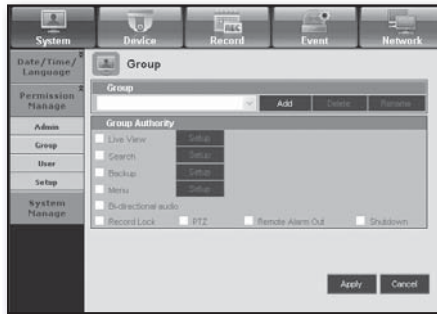 System Device Record Event Network
Date/Time/
Language
Group
Permission
Manage
Group
Add Delete Rename
Admin
Group Authority
Live View Setup
Group
Search Setup
User
Backup Setup
Setup
Menu Setup
System
Manage
Bi-directional audio
Record Lock PTZ Remote Alarm Out Shutdown
Apply Cancel